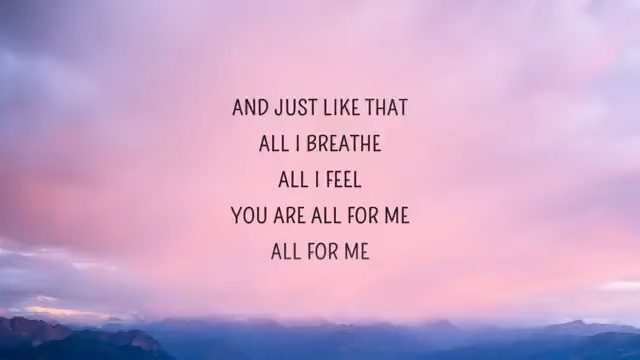 AND JUST LIKE THAT
ALL I BREATHE
ALL I FEEL
YOU ARE ALL FOR ME
ALL FOR ME